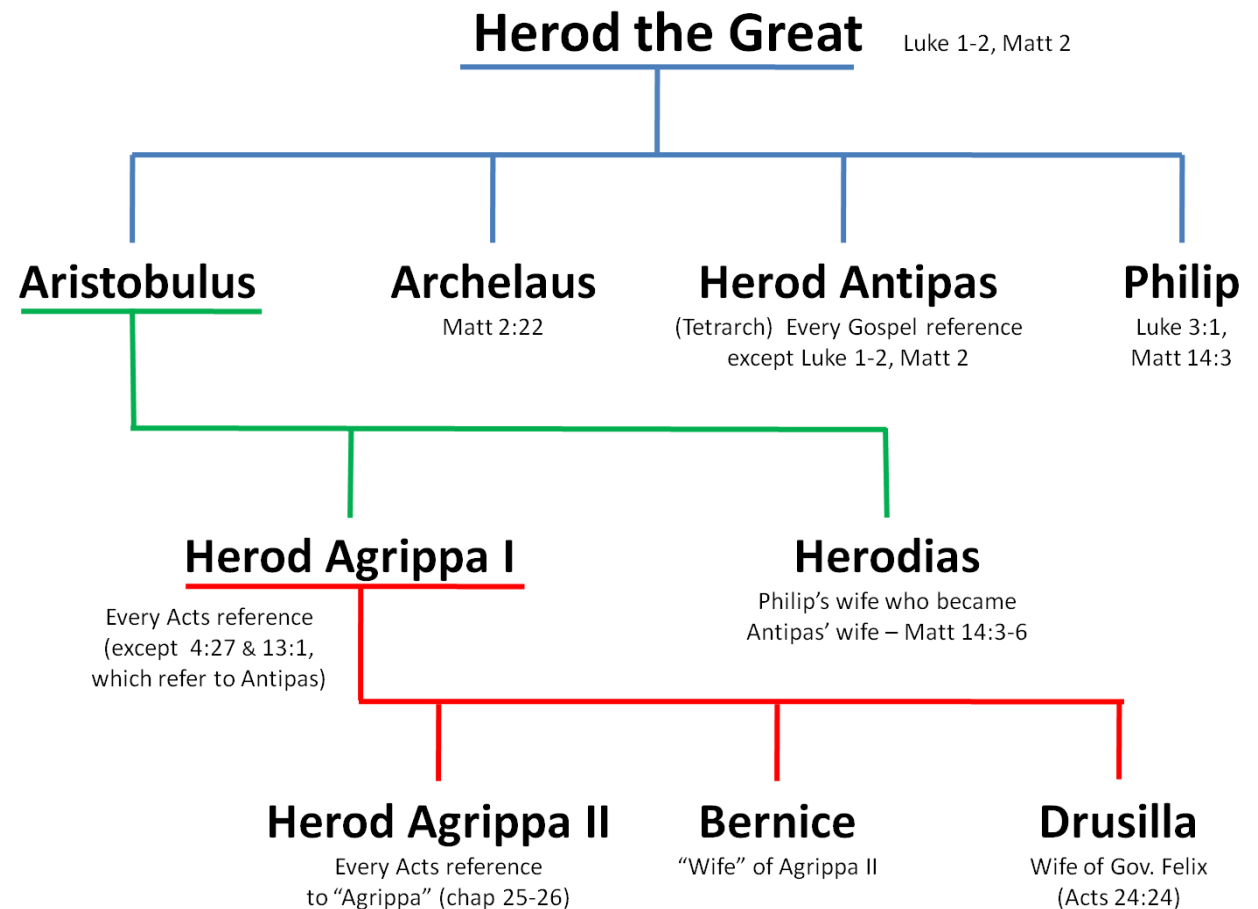 Herod the Great
Luke 1-2, Matt 2
Aristobulus
Archelaus
Matt 2:22
Herod Antipas
(Tetrarch) Every Gospel reference
except Luke 1-2, Matt 2
Philip
Luke 3:1,
Matt 14:3
Herod Agrippa I
Every Acts reference
(except 4:27 & 13:1,
which refer to Antipas)
Herodias
Philip’s wife who became
Antipas’ wife – Matt 14:3-6
Herod Agrippa II
Every Acts reference
to “Agrippa” (chap 25-26)
Bernice
“Wife” of Agrippa II
Drusilla
Wife of Gov. Felix
(Acts 24:24)